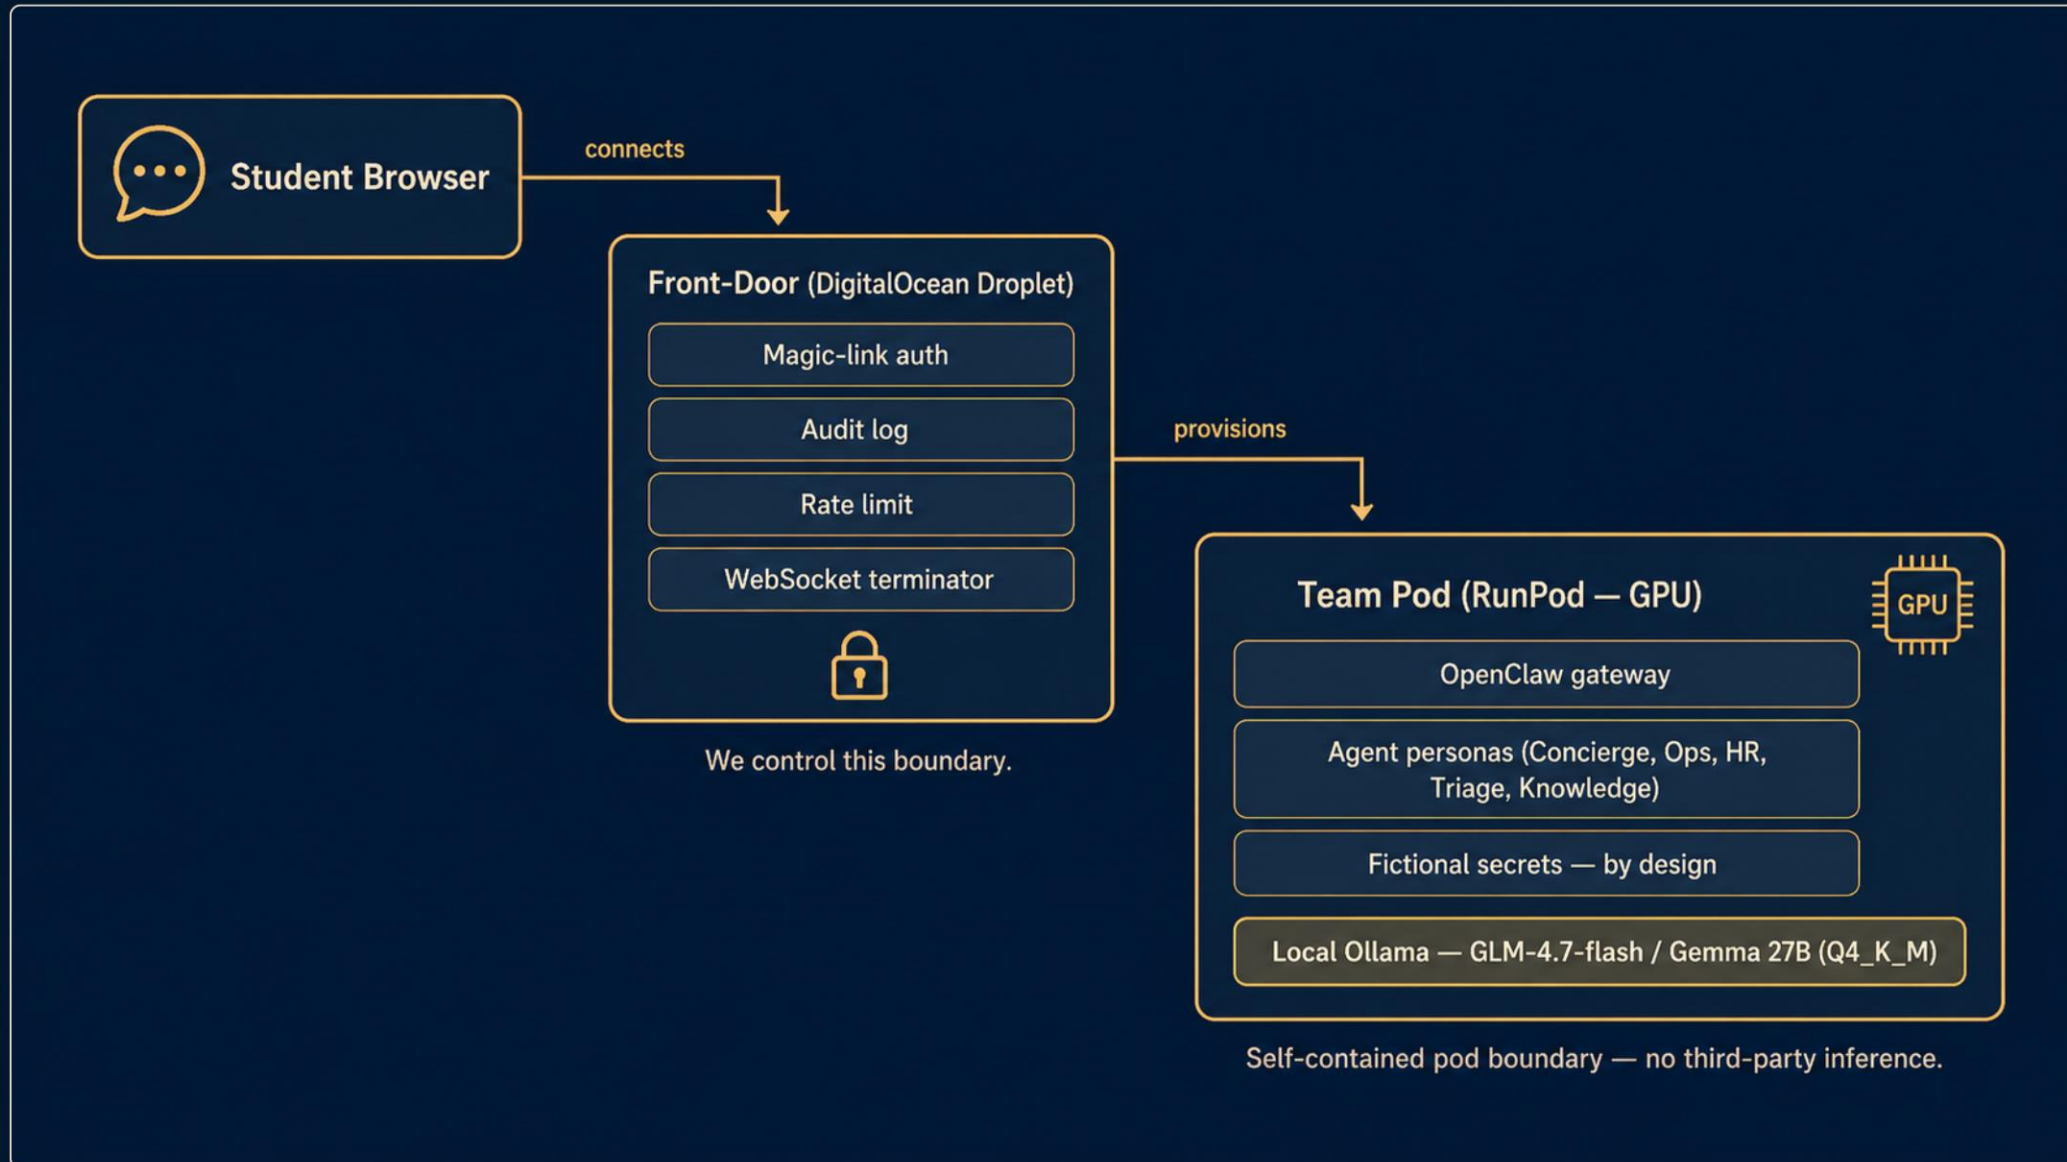 Student Browser
connects
Front-Door (DigitalOcean Droplet)
Magic-link auth
Audit log
Rate limit
WebSocket terminator
We control this boundary.
provisions
Team Pod (RunPod — GPU)
GPU
OpenClaw gateway
Agent personas (Concierge, Ops, HR,
Triage, Knowledge)
Fictional secrets — by design
Local Ollama — GLM-4.7-flash / Gemma 27B (Q4_K_M)
Self-contained pod boundary — no third-party inference.